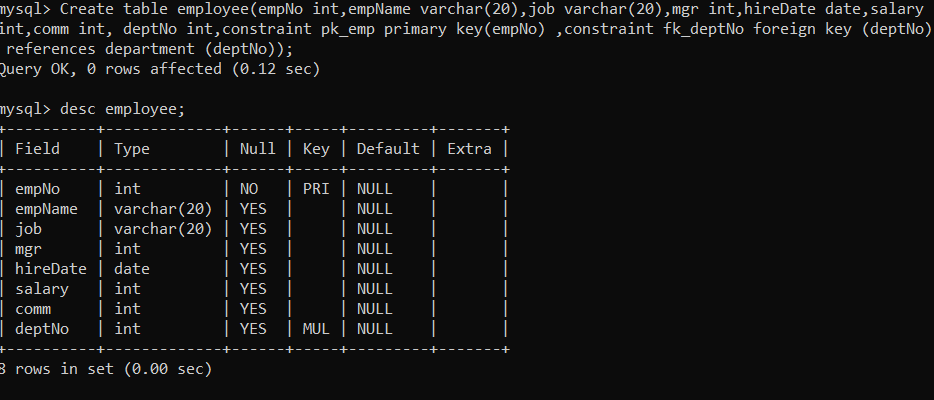 mysql> Create table employee(empNo int,empName varchar(20),job varchar(20),mgr int,hireDate date,salary
int,comm int, deptNo int,constraint pk_emp primary key(empNo) ,constraint fk_deptNo foreign key (deptNo)
 references department (deptNo));
Query OK, 0 rows affected (0.12 sec)

mysql> desc employee;
+----------+-------------+------+-----+---------+-------+
| Field    | Type        | Null | Key | Default | Extra |
+----------+-------------+------+-----+---------+-------+
| empNo    | int         | NO   | PRI | NULL    |       |
| empName  | varchar(20) | YES  |     | NULL    |       |
| job      | varchar(20) | YES  |     | NULL    |       |
| mgr      | int         | YES  |     | NULL    |       |
| hireDate | date        | YES  |     | NULL    |       |
| salary   | int         | YES  |     | NULL    |       |
| comm     | int         | YES  |     | NULL    |       |
| deptNo   | int         | YES  | MUL | NULL    |       |
+----------+-------------+------+-----+---------+-------+
8 rows in set (0.00 sec)